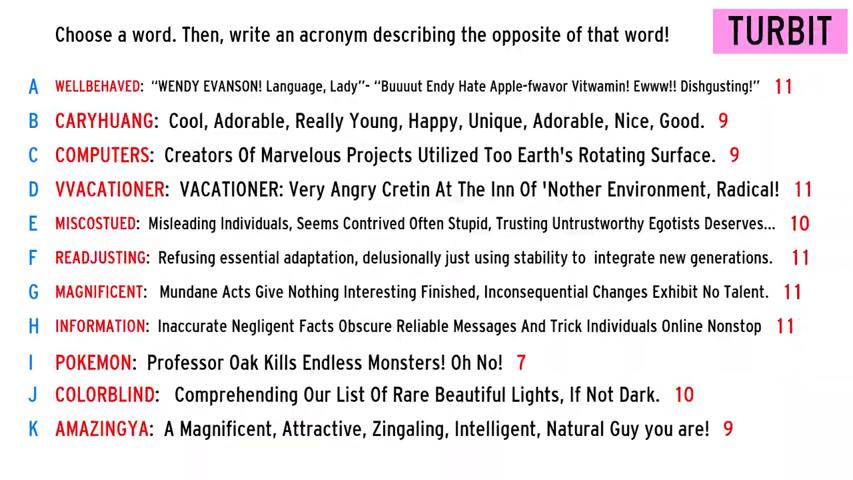 Choose a word. Then, write an acronym describing the opposite of that word!
TURBIT
A WELLBEHAVED: “WENDY EVANSON! Language, Lady”- “Buuuut Endy Hate Apple-fwavor Vitwamin! Ewww!! Dishgusting!” 11
B CARYHUANG: Cool, Adorable, Really Young, Happy, Unique, Adorable, Nice, Good. 9
C COMPUTERS: Creators Of Marvelous Projects Utilized Too Earth's Rotating Surface. 9
D VVACATIONER: VACATIONER: Very Angry Cretin At The Inn Of 'Nother Environment, Radical! 11
E MISCOSTUED: Misleading Individuals, Seems Contrived Often Stupid, Trusting Untrustworthy Egotists Deserves... 10
F READJUSTING: Refusing essential adaptation, delusionally just using stability to integrate new generations. 11
G MAGNIFICENT: Mundane Acts Give Nothing Interesting Finished, Inconsequential Changes Exhibit No Talent. 11
H INFORMATION: Inaccurate Negligent Facts Obscure Reliable Messages And Trick Individuals Online Nonstop 11
I POKEMON: Professor Oak Kills Endless Monsters! Oh No! 7
J COLORBLIND: Comprehending Our List Of Rare Beautiful Lights, If Not Dark. 10
K AMAZINGYA: A Magnificent, Attractive, Zingaling, Intelligent, Natural Guy you are! 9